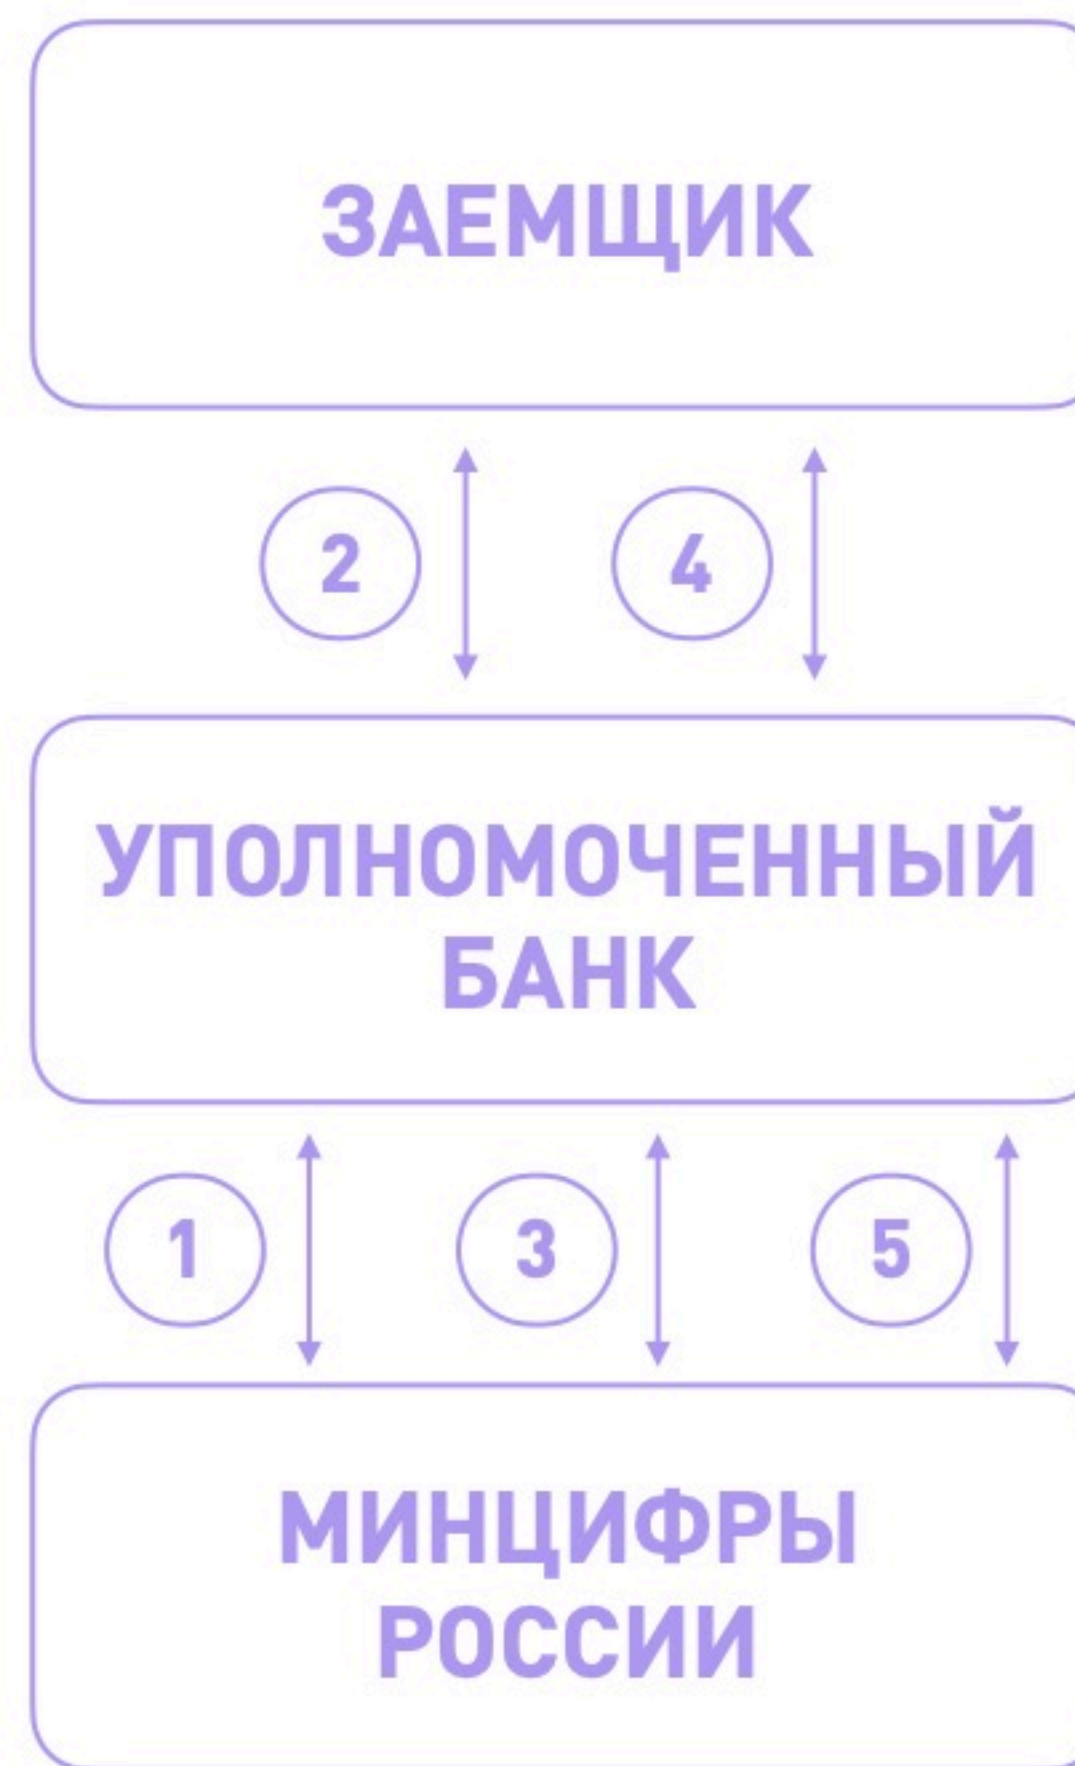 ЗАЕМЩИК
2 4
УПОЛНОМОЧЕННЫЙ
БАНК
1 3 5
МИНЦИФРЫ
РОССИИ